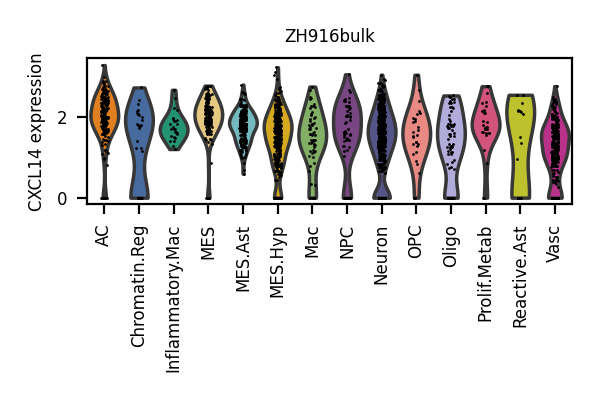 ZH916bulk
CXCL14 expression
2
0
AC
Chromatin.Reg
Inflammatory.Mac
MES
MES.Ast
MES.Hyp
Mac
NPC
Neuron
OPC
Oligo
Prolif.Metab
Reactive.Ast
Vasc